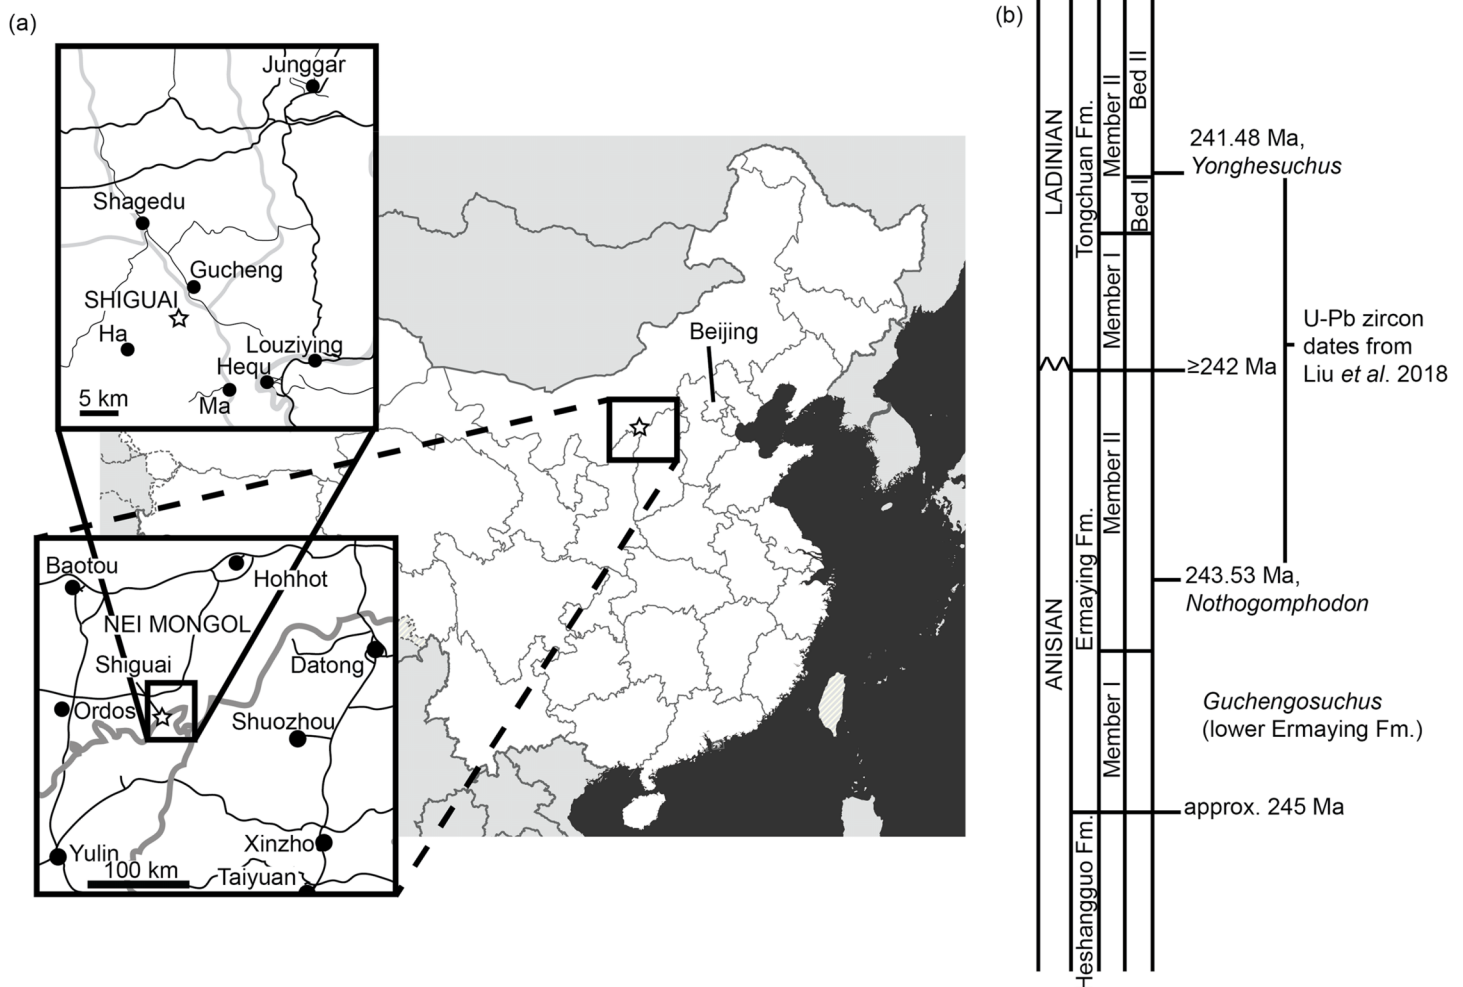 (a)
Junggar
Shagedu
Gucheng
SHIGUAI
Ha
Louziying
Hequ
Ma
5 km
Beijing
Baotou
Hohhot
NEI MONGOL
Shiguai
Datong
Ordos
Shuozhou
Xinzho
Yulin
100 km
Taiyuan
(b)
LADINIAN
ANISIAN
Tongchuan Fm.
Ermaying Fm.
Heshangguo Fm.
Member II
Member I
Member II
Member I
Bed II
Bed I
241.48 Ma,
Yonghesuchus
≥242 Ma
U-Pb zircon
dates from
Liu et al. 2018
243.53 Ma,
Nothogomphodon
Guchengosuchus
(lower Ermaying Fm.)
approx. 245 Ma